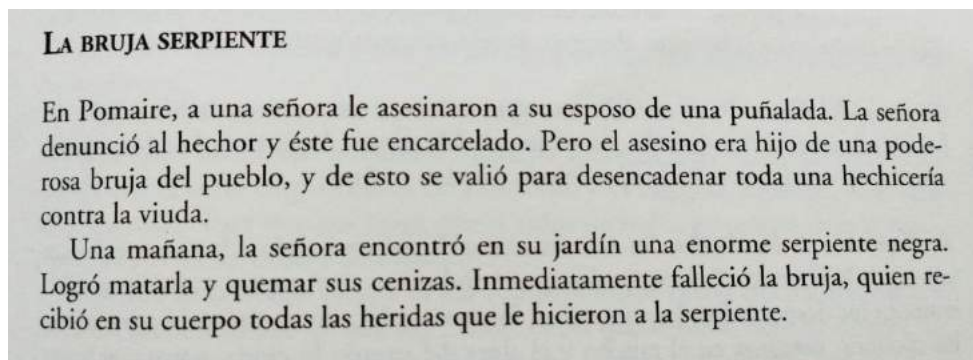 LA BRUJA SERPIENTE
En Pomaire, a una señora le asesinaron a su esposo de una puñalada. La señora
denunció al hechor y éste fue encarcelado. Pero el asesino era hijo de una pode-
rosa bruja del pueblo, y de esto se valió para desencadenar toda una hechicería
contra la viuda.
Una mañana, la señora encontró en su jardín una enorme serpiente negra.
Logró matarla y quemar sus cenizas. Inmediatamente falleció la bruja, quien re-
cibió en su cuerpo todas las heridas que le hicieron a la serpiente.